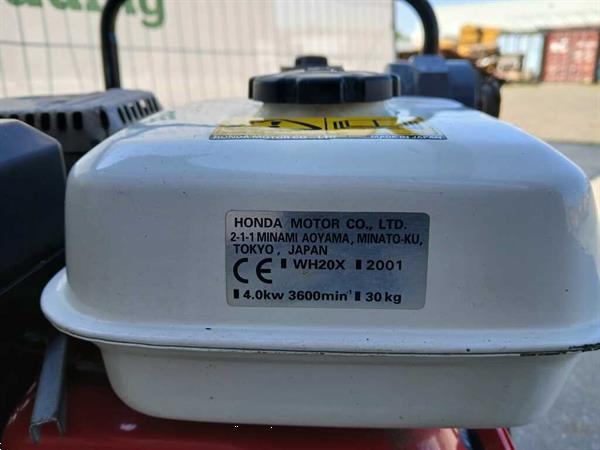 HONDA MOTOR CO., LTD.
2-1-1 MINAMI AOYAMA, MINATO-KU,
TOKYO, JAPAN
CE WH20X 2001
4.0kw 3600min⁻¹ 30kg